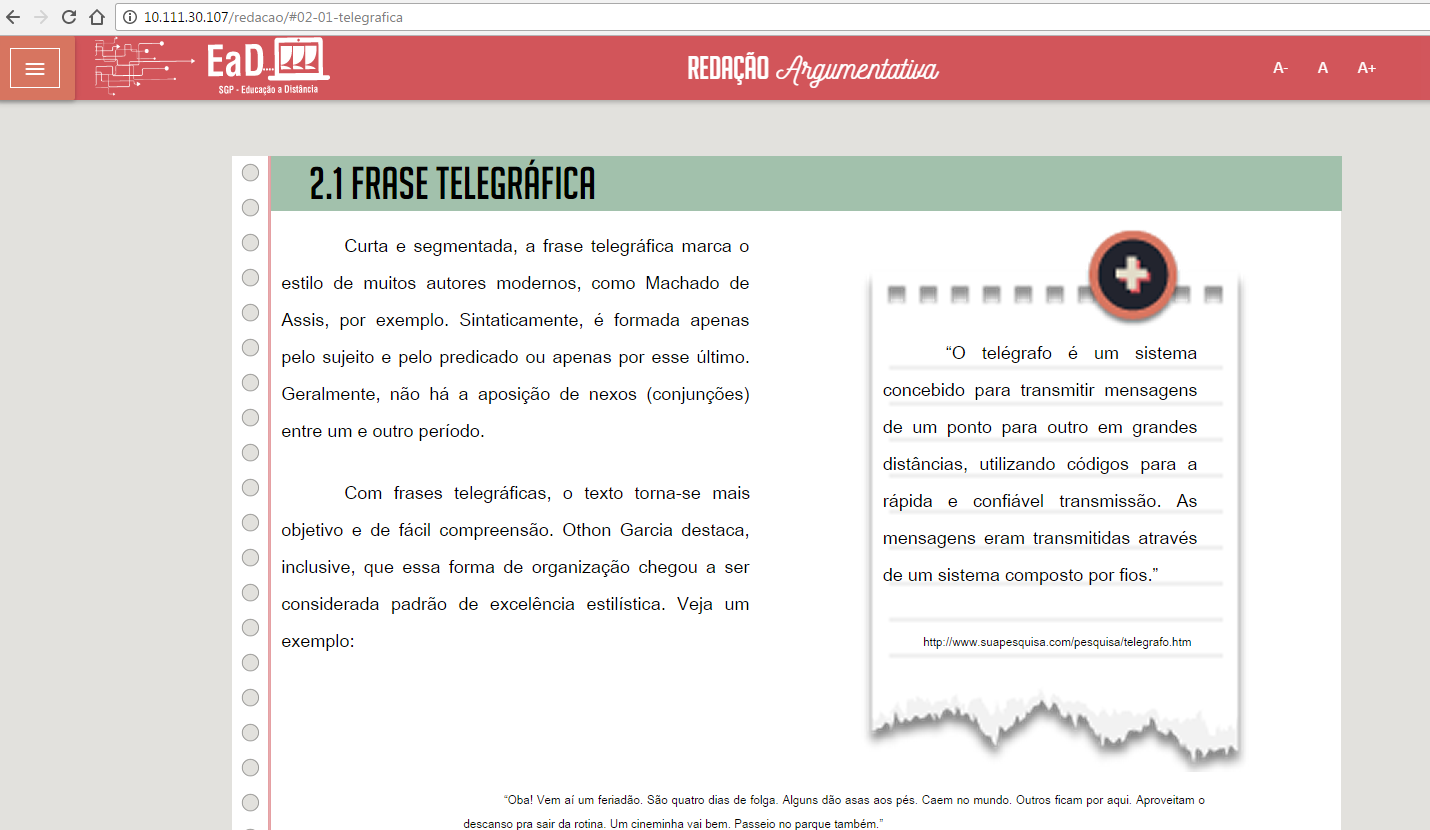 10.111.30.107/redacao/#02-01-telegrafica
EaD
SGP - Educação a Distância
REDAÇÃO Argumentativa
A- A A+
2.1 FRASE TELEGRÁFICA
Curta e segmentada, a frase telegráfica marca o
estilo de muitos autores modernos, como Machado de
Assis, por exemplo. Sintaticamente, é formada apenas
pelo sujeito e pelo predicado ou apenas por esse último.
Geralmente, não há a aposição de nexos (conjunções)
entre um e outro período.
Com frases telegráficas, o texto torna-se mais
objetivo e de fácil compreensão. Othon Garcia destaca,
inclusive, que essa forma de organização chegou a ser
considerada padrão de excelência estilística. Veja um
exemplo:
“O telégrafo é um sistema
concebido para transmitir mensagens
de um ponto para outro em grandes
distâncias, utilizando códigos para a
rápida e confiável transmissão. As
mensagens eram transmitidas através
de um sistema composto por fios.”
http://www.suapesquisa.com/pesquisa/telegrafo.htm
“Oba! Vem aí um feriadão. São quatro dias de folga. Alguns dão asas aos pés. Caem no mundo. Outros ficam por aqui. Aproveitam o
descanso pra sair da rotina. Um cineminha vai bem. Passeio no parque também.”